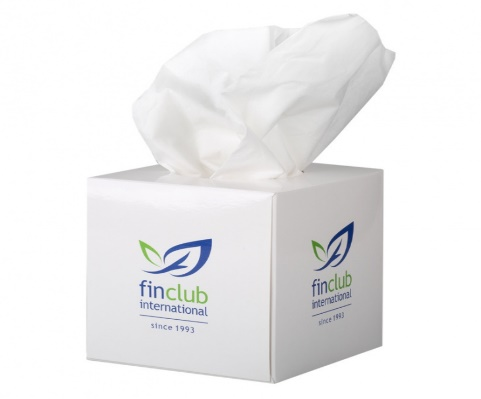 finclub
international
since 1993
finclub
international
since 1993